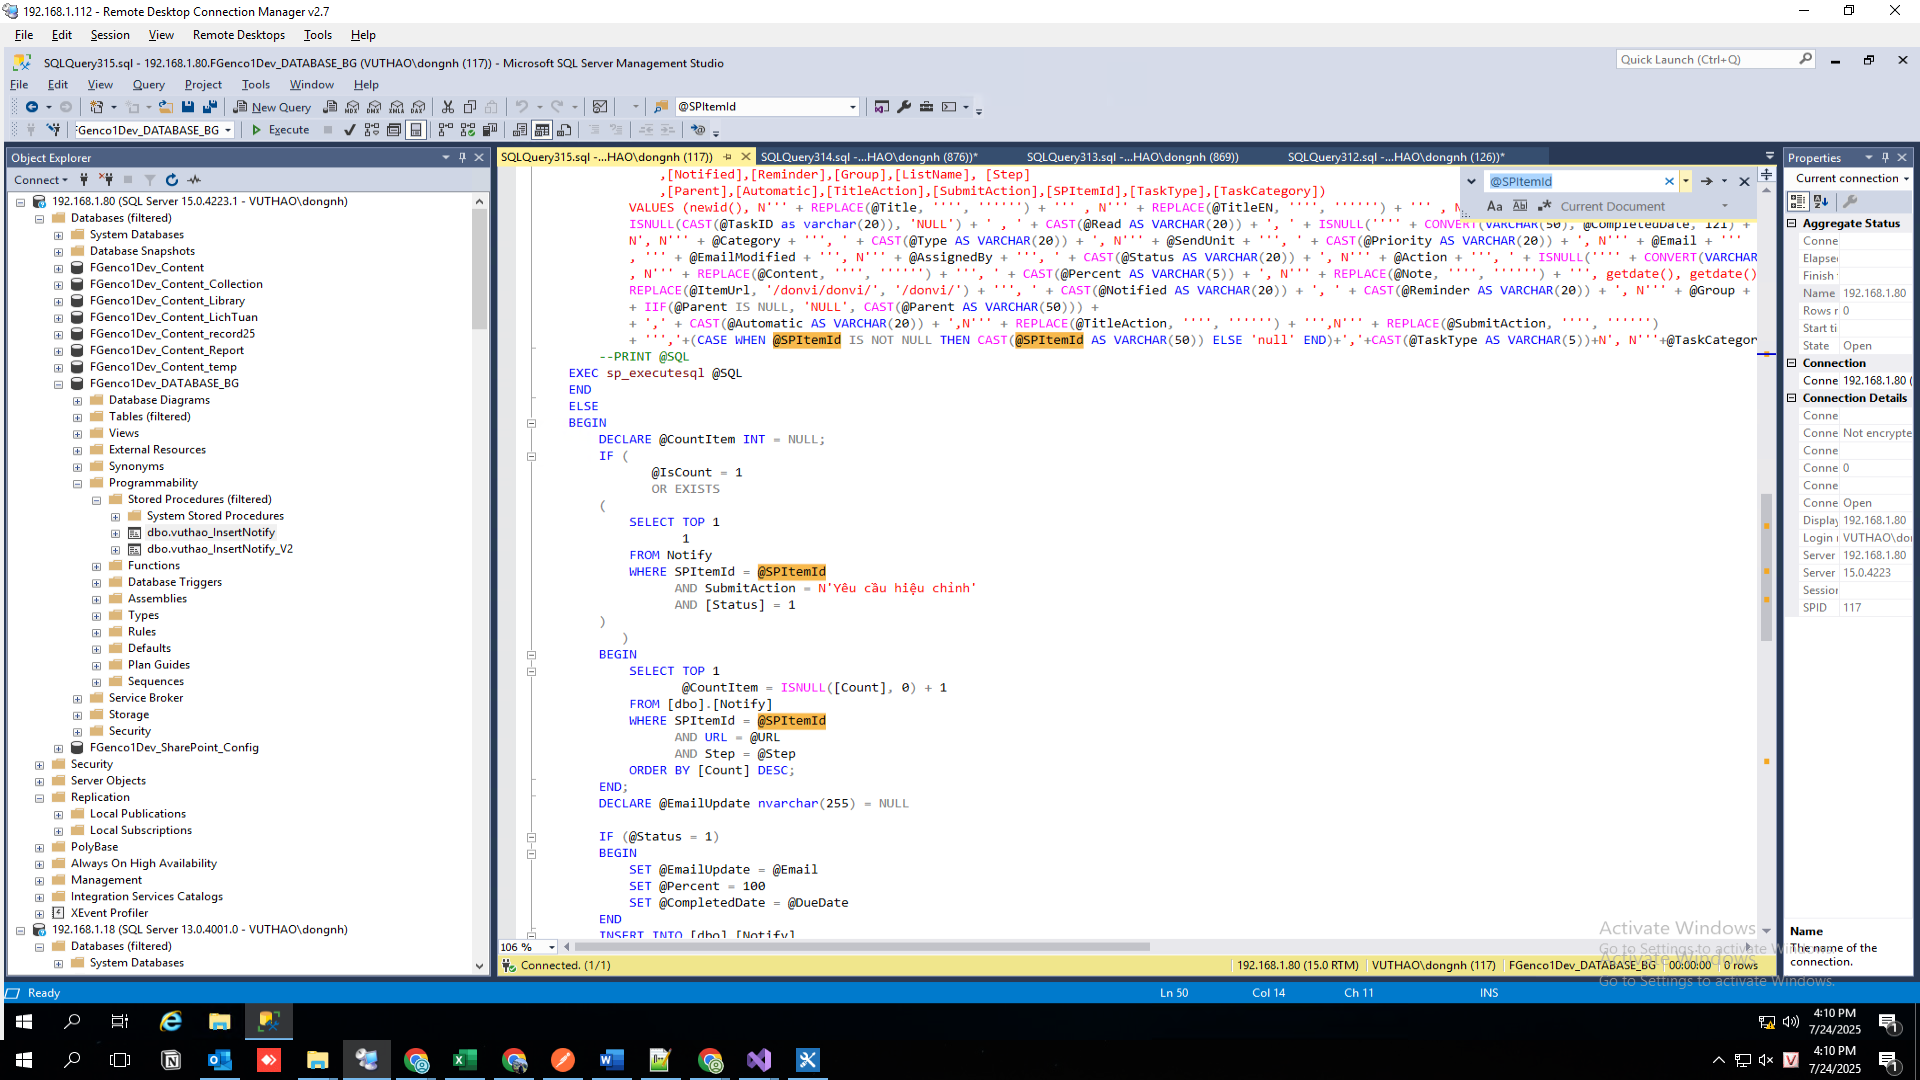 192.168.1.112 - Remote Desktop Connection Manager v2.7
File Edit Session View Remote Desktops Tools Help
SQLQuery315.sql - 192.168.1.80.FGenco1Dev_DATABASE_BG (VUTHAO\dongnh (117)) - Microsoft SQL Server Management Studio
Quick Launch (Ctrl+Q)
File Edit View Query Project Tools Window Help
New Query
@SPItemId
Genco1Dev_DATABASE_BG
Execute
Object Explorer
Connect
192.168.1.80 (SQL Server 15.0.4223.1 - VUTHAO\dongnh)
Databases (filtered)
System Databases
Database Snapshots
FGenco1Dev_Content
FGenco1Dev_Content_Collection
FGenco1Dev_Content_Library
FGenco1Dev_Content_LichTuan
FGenco1Dev_Content_record25
FGenco1Dev_Content_Report
FGenco1Dev_Content_temp
FGenco1Dev_DATABASE_BG
Database Diagrams
Tables (filtered)
Views
External Resources
Synonyms
Programmability
Stored Procedures (filtered)
System Stored Procedures
dbo.vuthao_InsertNotify
dbo.vuthao_InsertNotify_V2
Functions
Database Triggers
Assemblies
Types
Rules
Defaults
Plan Guides
Sequences
Service Broker
Storage
Security
FGenco1Dev_SharePoint_Config
Security
Server Objects
Replication
Local Publications
Local Subscriptions
PolyBase
Always On High Availability
Management
Integration Services Catalogs
XEvent Profiler
192.168.1.18 (SQL Server 13.0.4001.0 - VUTHAO\dongnh)
Databases (filtered)
System Databases
SQLQuery315.sql -...HAO\dongnh (117)) SQLQuery314.sql -...HAO\dongnh (876))* SQLQuery313.sql -...HAO\dongnh (869)) SQLQuery312.sql -...HAO\dongnh (126))*
@SPItemId
Aa Ab Current Document
,[Notified],[Reminder],[Group],[ListName], [Step]
,[Parent],[Automatic],[TitleAction],[SubmitAction],[SPItemId],[TaskType],[TaskCategory])
VALUES (newid(), N''' + REPLACE(@Title, '''', '''''') + ''' , N''' + REPLACE(@TitleEN, '''', '''''') + ''' , N
ISNULL(CAST(@TaskID as varchar(20)), 'NULL') + ' , ' + CAST(@Read AS VARCHAR(20)) + ', ' + ISNULL('''' + CONVERT(VARCHAR(50), @CompletedDate, 121) +
N', N''' + @Category + ''', ' + CAST(@Type AS VARCHAR(20)) + ', N''' + @SendUnit + ''', ' + CAST(@Priority AS VARCHAR(20)) + ', N''' + @Email + '''
, ''' + @EmailModified + ''', N''' + @AssignedBy + ''', ' + CAST(@Status AS VARCHAR(20)) + ', N''' + @Action + ''', ' + ISNULL('''' + CONVERT(VARCHAR
, N''' + REPLACE(@Content, '''', '''''') + ''', ' + CAST(@Percent AS VARCHAR(5)) + ', N''' + REPLACE(@Note, '''', '''''') + ''', getdate(), getdate()
REPLACE(@ItemUrl, '/donvi/donvi/', '/donvi/') + ''', ' + CAST(@Notified AS VARCHAR(20)) + ', ' + CAST(@Reminder AS VARCHAR(20)) + ', N''' + @Group +
+ IIF(@Parent IS NULL, 'NULL', CAST(@Parent AS VARCHAR(50))) +
+ ',' + CAST(@Automatic AS VARCHAR(20)) + ',N''' + REPLACE(@TitleAction, '''', '''''') + ''',N''' + REPLACE(@SubmitAction, '''', '''''')
+ ''','+(CASE WHEN @SPItemId IS NOT NULL THEN CAST(@SPItemId AS VARCHAR(50)) ELSE 'null' END)+','+CAST(@TaskType AS VARCHAR(5))+N', N'''+@TaskCategor
--PRINT @SQL
EXEC sp_executesql @SQL
END
ELSE
BEGIN
DECLARE @CountItem INT = NULL;
IF (
@IsCount = 1
OR EXISTS
(
SELECT TOP 1
1
FROM Notify
WHERE SPItemId = @SPItemId
AND SubmitAction = N'Yêu cầu hiệu chỉnh'
AND [Status] = 1
)
)
BEGIN
SELECT TOP 1
@CountItem = ISNULL([Count], 0) + 1
FROM [dbo].[Notify]
WHERE SPItemId = @SPItemId
AND URL = @URL
AND Step = @Step
ORDER BY [Count] DESC;
END;
DECLARE @EmailUpdate nvarchar(255) = NULL
IF (@Status = 1)
BEGIN
SET @EmailUpdate = @Email
SET @Percent = 100
SET @CompletedDate = @DueDate
END
INSERT INTO [dbo].[Notify]
106 %
Connected. (1/1)
192.168.1.80 (15.0 RTM) VUTHAO\dongnh (117) FGenco1Dev_DATABASE_BG 00:00:00 0 rows
Properties
Current connection
Aggregate Status
Conne
Elapse
Finish
Name 192.168.1.80
Rows r 0
Start ti
State Open
Connection
Conne 192.168.1.80 (
Connection Details
Conne
Conne Not encrypte
Conne
Conne 0
Conne
Conne Open
Display 192.168.1.80
Login r VUTHAO\do
Server 192.168.1.80
Server 15.0.4223
Session
SPID 117
Name
The name of the connection.
Activate Windows
Go to Settings to activate Windows.
Activate Windows
Go to Settings to activate Windows.
Ready
Ln 50 Col 14 Ch 11 INS
4:10 PM
7/24/2025
1
4:10 PM
7/24/2025
1